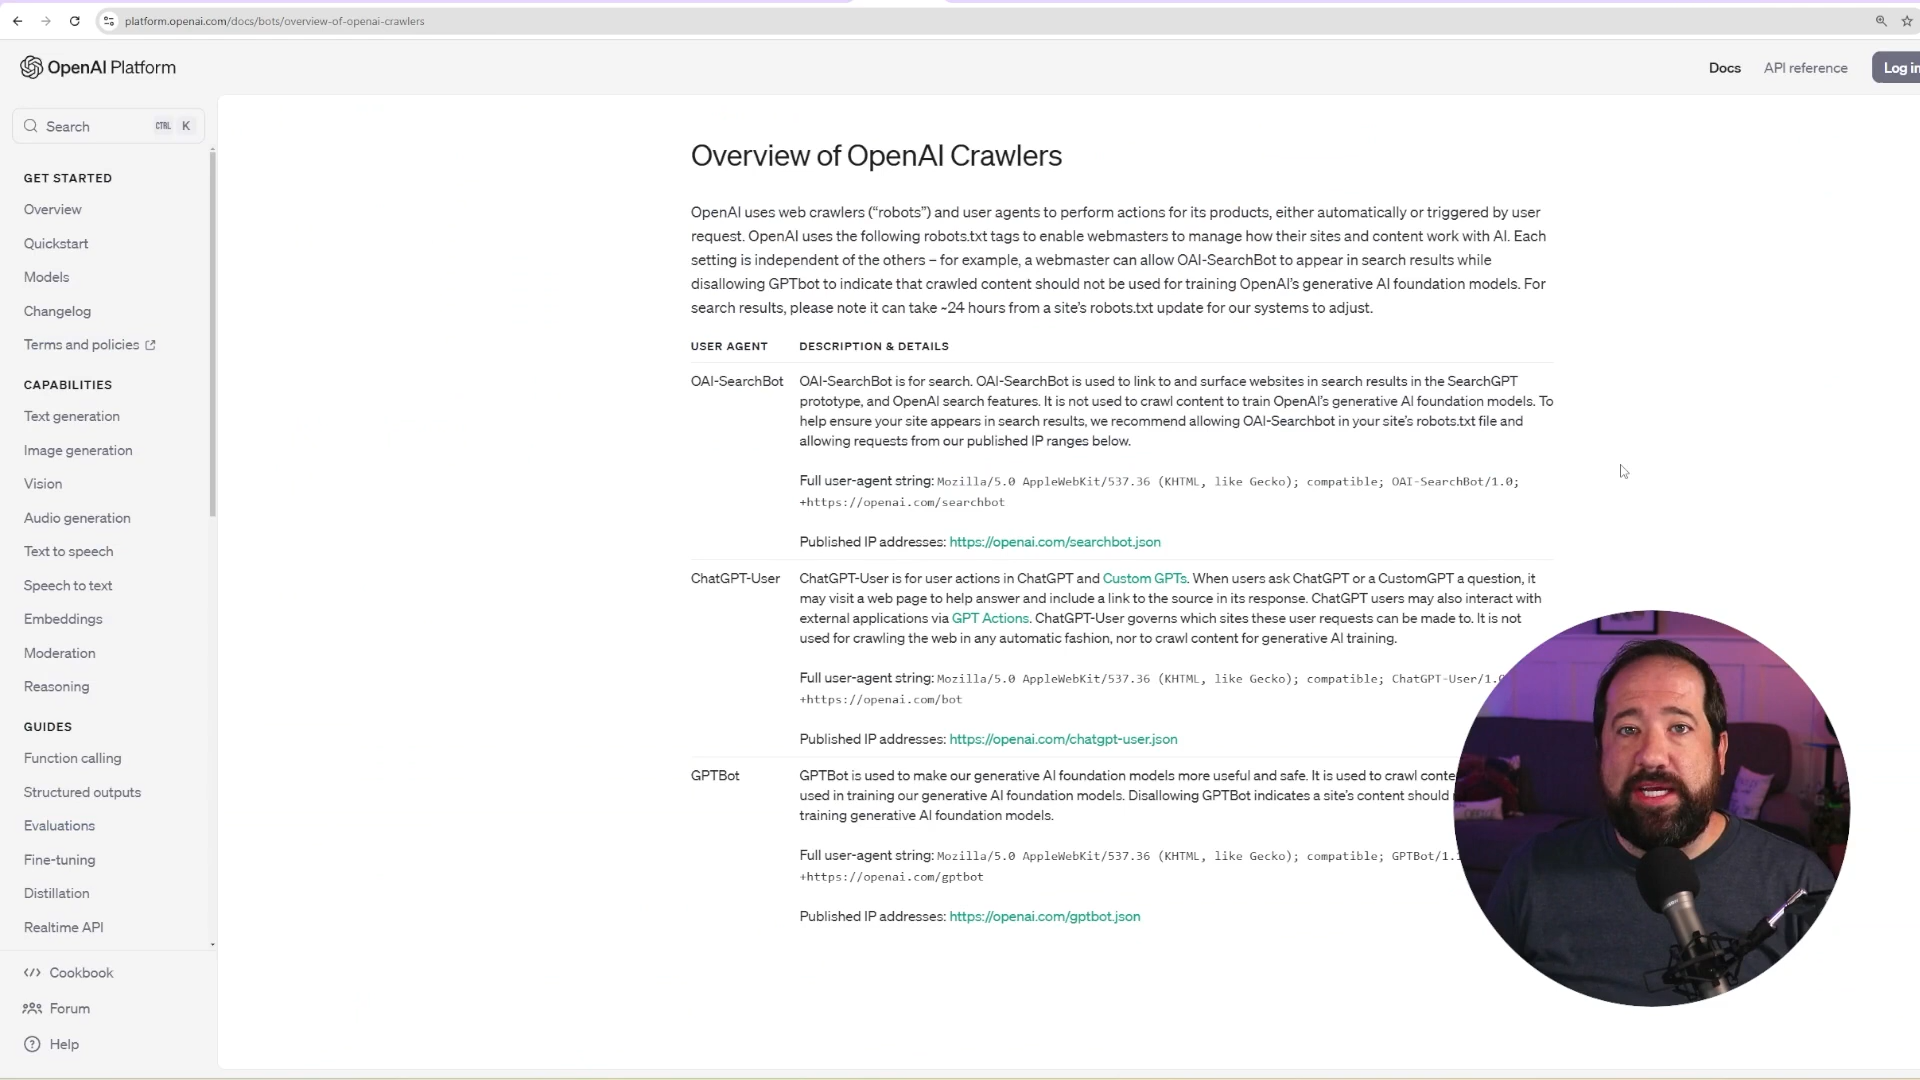 platform.openai.com/docs/bots/overview-of-openai-crawlers
OpenAI Platform
Docs
API reference
Log in
Search
CTRL
K
GET STARTED
Overview
Quickstart
Models
Changelog
Terms and policies
CAPABILITIES
Text generation
Image generation
Vision
Audio generation
Text to speech
Speech to text
Embeddings
Moderation
Reasoning
GUIDES
Function calling
Structured outputs
Evaluations
Fine-tuning
Distillation
Realtime API
Cookbook
Forum
Help
Overview of OpenAI Crawlers
OpenAI uses web crawlers (“robots”) and user agents to perform actions for its products, either automatically or triggered by user
request. OpenAI uses the following robots.txt tags to enable webmasters to manage how their sites and content work with AI. Each
setting is independent of the others – for example, a webmaster can allow OAI-SearchBot to appear in search results while
disallowing GPTbot to indicate that crawled content should not be used for training OpenAI’s generative AI foundation models. For
search results, please note it can take ~24 hours from a site’s robots.txt update for our systems to adjust.
USER AGENT
DESCRIPTION & DETAILS
OAI-SearchBot
OAI-SearchBot is for search. OAI-SearchBot is used to link to and surface websites in search results in the SearchGPT
prototype, and OpenAI search features. It is not used to crawl content to train OpenAI’s generative AI foundation models. To
help ensure your site appears in search results, we recommend allowing OAI-Searchbot in your site’s robots.txt file and
allowing requests from our published IP ranges below.
Full user-agent string: Mozilla/5.0 AppleWebKit/537.36 (KHTML, like Gecko); compatible; OAI-SearchBot/1.0;
+https://openai.com/searchbot
Published IP addresses: https://openai.com/searchbot.json
ChatGPT-User
ChatGPT-User is for user actions in ChatGPT and Custom GPTs. When users ask ChatGPT or a CustomGPT a question, it
may visit a web page to help answer and include a link to the source in its response. ChatGPT users may also interact with
external applications via GPT Actions. ChatGPT-User governs which sites these user requests can be made to. It is not
used for crawling the web in any automatic fashion, nor to crawl content for generative AI training.
Full user-agent string: Mozilla/5.0 AppleWebKit/537.36 (KHTML, like Gecko); compatible; ChatGPT-User/1.0
+https://openai.com/bot
Published IP addresses: https://openai.com/chatgpt-user.json
GPTBot
GPTBot is used to make our generative AI foundation models more useful and safe. It is used to crawl conte
used in training our generative AI foundation models. Disallowing GPTBot indicates a site’s content should
training generative AI foundation models.
Full user-agent string: Mozilla/5.0 AppleWebKit/537.36 (KHTML, like Gecko); compatible; GPTBot/1.1
+https://openai.com/gptbot
Published IP addresses: https://openai.com/gptbot.json